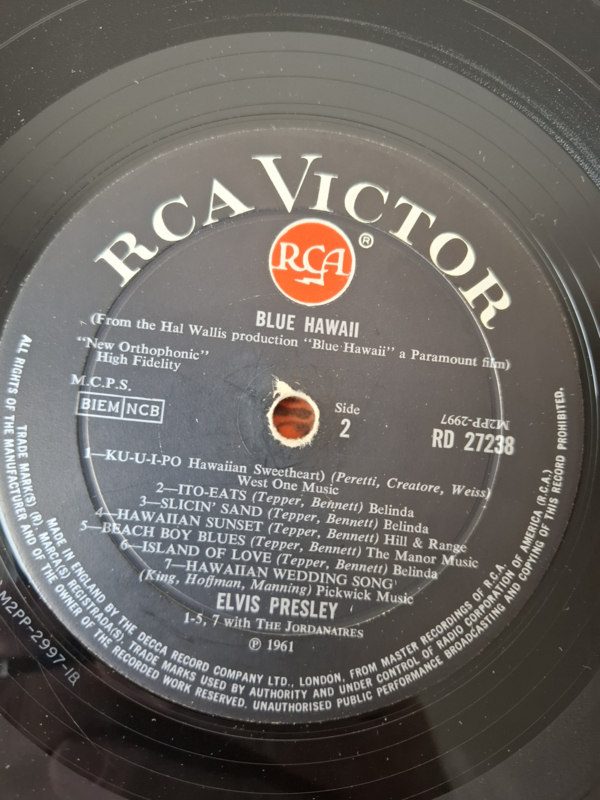 RCA VICTOR
RCA ®
BLUE HAWAII
(From the Hal Wallis production "Blue Hawaii" a Paramount film)
"New Orthophonic"
High Fidelity
M.C.P.S.
BIEM NCB
Side
2
M2PP-2997
RD 27238
1—KU-U-I-PO Hawaiian Sweetheart) (Peretti, Creatore, Weiss)
West One Music
2—ITO-EATS (Tepper, Bennett) Belinda
3—SLICIN' SAND (Tepper, Bennett) Belinda
4—HAWAIIAN SUNSET (Tepper, Bennett) Hill & Range
5—BEACH BOY BLUES (Tepper, Bennett) The Manor Music
6—ISLAND OF LOVE (Tepper, Bennett) Belinda
7—HAWAIIAN WEDDING SONG
(King, Hoffman, Manning) Pickwick Music
ELVIS PRESLEY
1-5, 7 with THE JORDANAIRES
℗ 1961
TRADE MARK(S) (R). MARCA(S) REGISTRADA(S). TRADE MARKS USED BY AUTHORITY AND UNDER CONTROL OF RADIO CORPORATION OF AMERICA (R.C.A.)
MADE IN ENGLAND BY THE DECCA RECORD COMPANY LTD., LONDON, FROM MASTER RECORDINGS OF R.C.A.
ALL RIGHTS OF THE MANUFACTURER AND OF THE OWNER OF THE RECORDED WORK RESERVED. UNAUTHORISED PUBLIC PERFORMANCE BROADCASTING AND COPYING OF THIS RECORD PROHIBITED.
M2PP-2997-1B